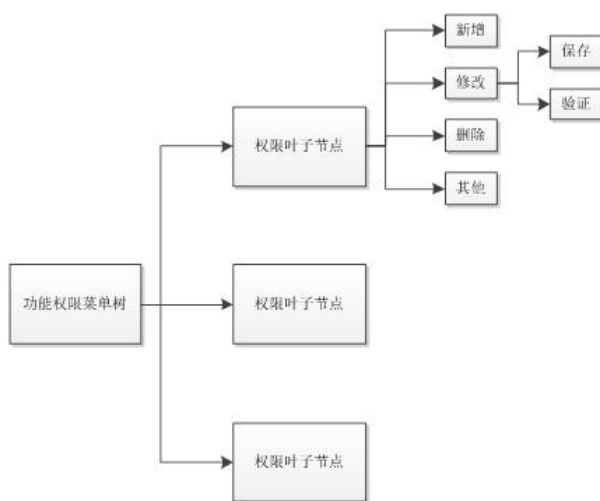 新增
保存
修改
验证
权限叶子节点
删除
其他
功能权限菜单树
权限叶子节点
权限叶子节点